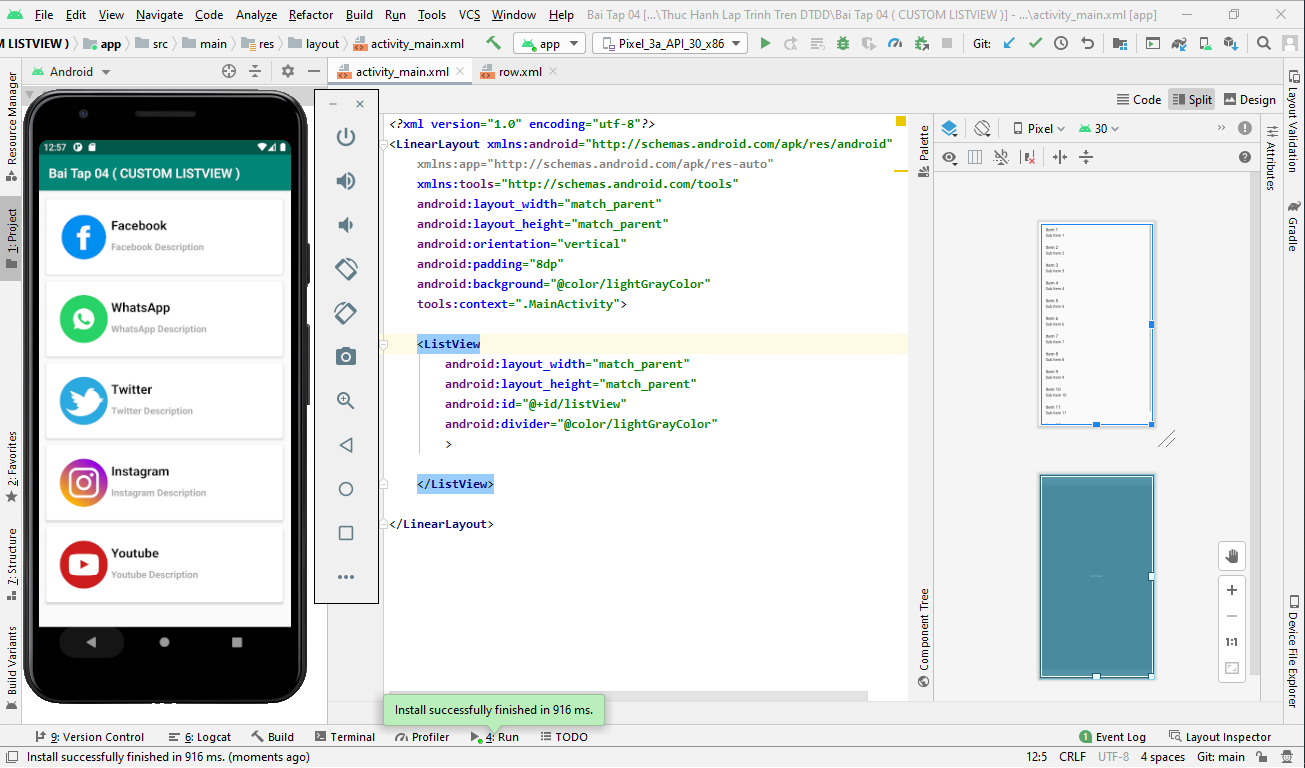 File Edit View Navigate Code Analyze Refactor Build Run Tools VCS Window Help Bai Tap 04 [...\Thuc Hanh Lap Trinh Tren DTDD\Bai Tap 04 ( CUSTOM LISTVIEW )] - ...\activity_main.xml [app]
M LISTVIEW ) app src main res layout activity_main.xml app Pixel_3a_API_30_x86 Git:
Android activity_main.xml row.xml
Code Split Design
Resource Manager
1: Project
2: Favorites
7: Structure
Build Variants
12:57
Bai Tap 04 ( CUSTOM LISTVIEW )
Facebook
Facebook Description
WhatsApp
WhatsApp Description
Twitter
Twitter Description
Instagram
Instagram Description
Youtube
Youtube Description
<?xml version="1.0" encoding="utf-8"?>
<LinearLayout xmlns:android="http://schemas.android.com/apk/res/android"
xmlns:app="http://schemas.android.com/apk/res-auto"
xmlns:tools="http://schemas.android.com/tools"
android:layout_width="match_parent"
android:layout_height="match_parent"
android:orientation="vertical"
android:padding="8dp"
android:background="@color/lightGrayColor"
tools:context=".MainActivity">
<ListView
android:layout_width="match_parent"
android:layout_height="match_parent"
android:id="@+id/listView"
android:divider="@color/lightGrayColor"
>
</ListView>
</LinearLayout>
Palette
Component Tree
Pixel 30
Item 1
Sub Item 1
Item 2
Sub Item 2
Item 3
Sub Item 3
Item 4
Sub Item 4
Item 5
Sub Item 5
Item 6
Sub Item 6
Item 7
Sub Item 7
Item 8
Sub Item 8
Item 9
Sub Item 9
Item 10
Sub Item 10
Item 11
Sub Item 11
1:1
Attributes
Layout Validation
Gradle
Device File Explorer
Install successfully finished in 916 ms.
9: Version Control 6: Logcat Build Terminal Profiler 4: Run TODO 1 Event Log Layout Inspector
Install successfully finished in 916 ms. (moments ago) 12:5 CRLF UTF-8 4 spaces Git: main